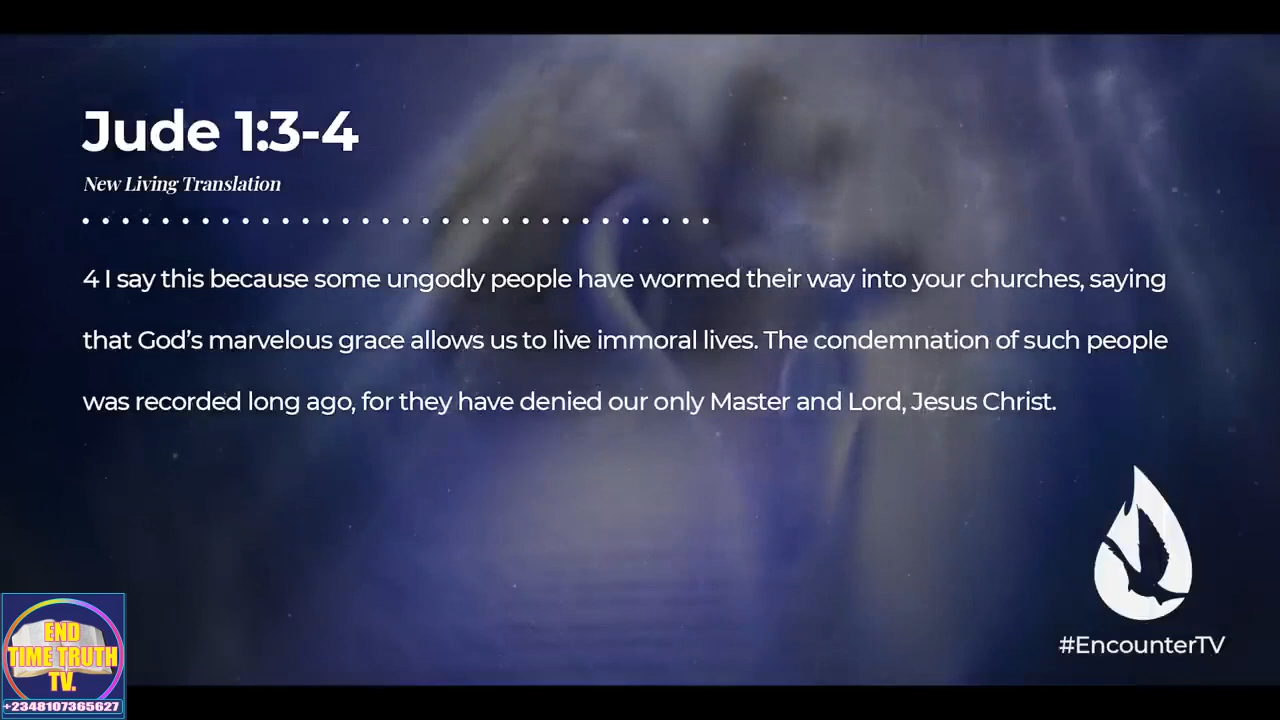 Jude 1:3-4
New Living Translation
4 I say this because some ungodly people have wormed their way into your churches, saying
that God’s marvelous grace allows us to live immoral lives. The condemnation of such people
was recorded long ago, for they have denied our only Master and Lord, Jesus Christ.
#EncounterTV
END
TIME TRUTH
TV.
+2348107365627